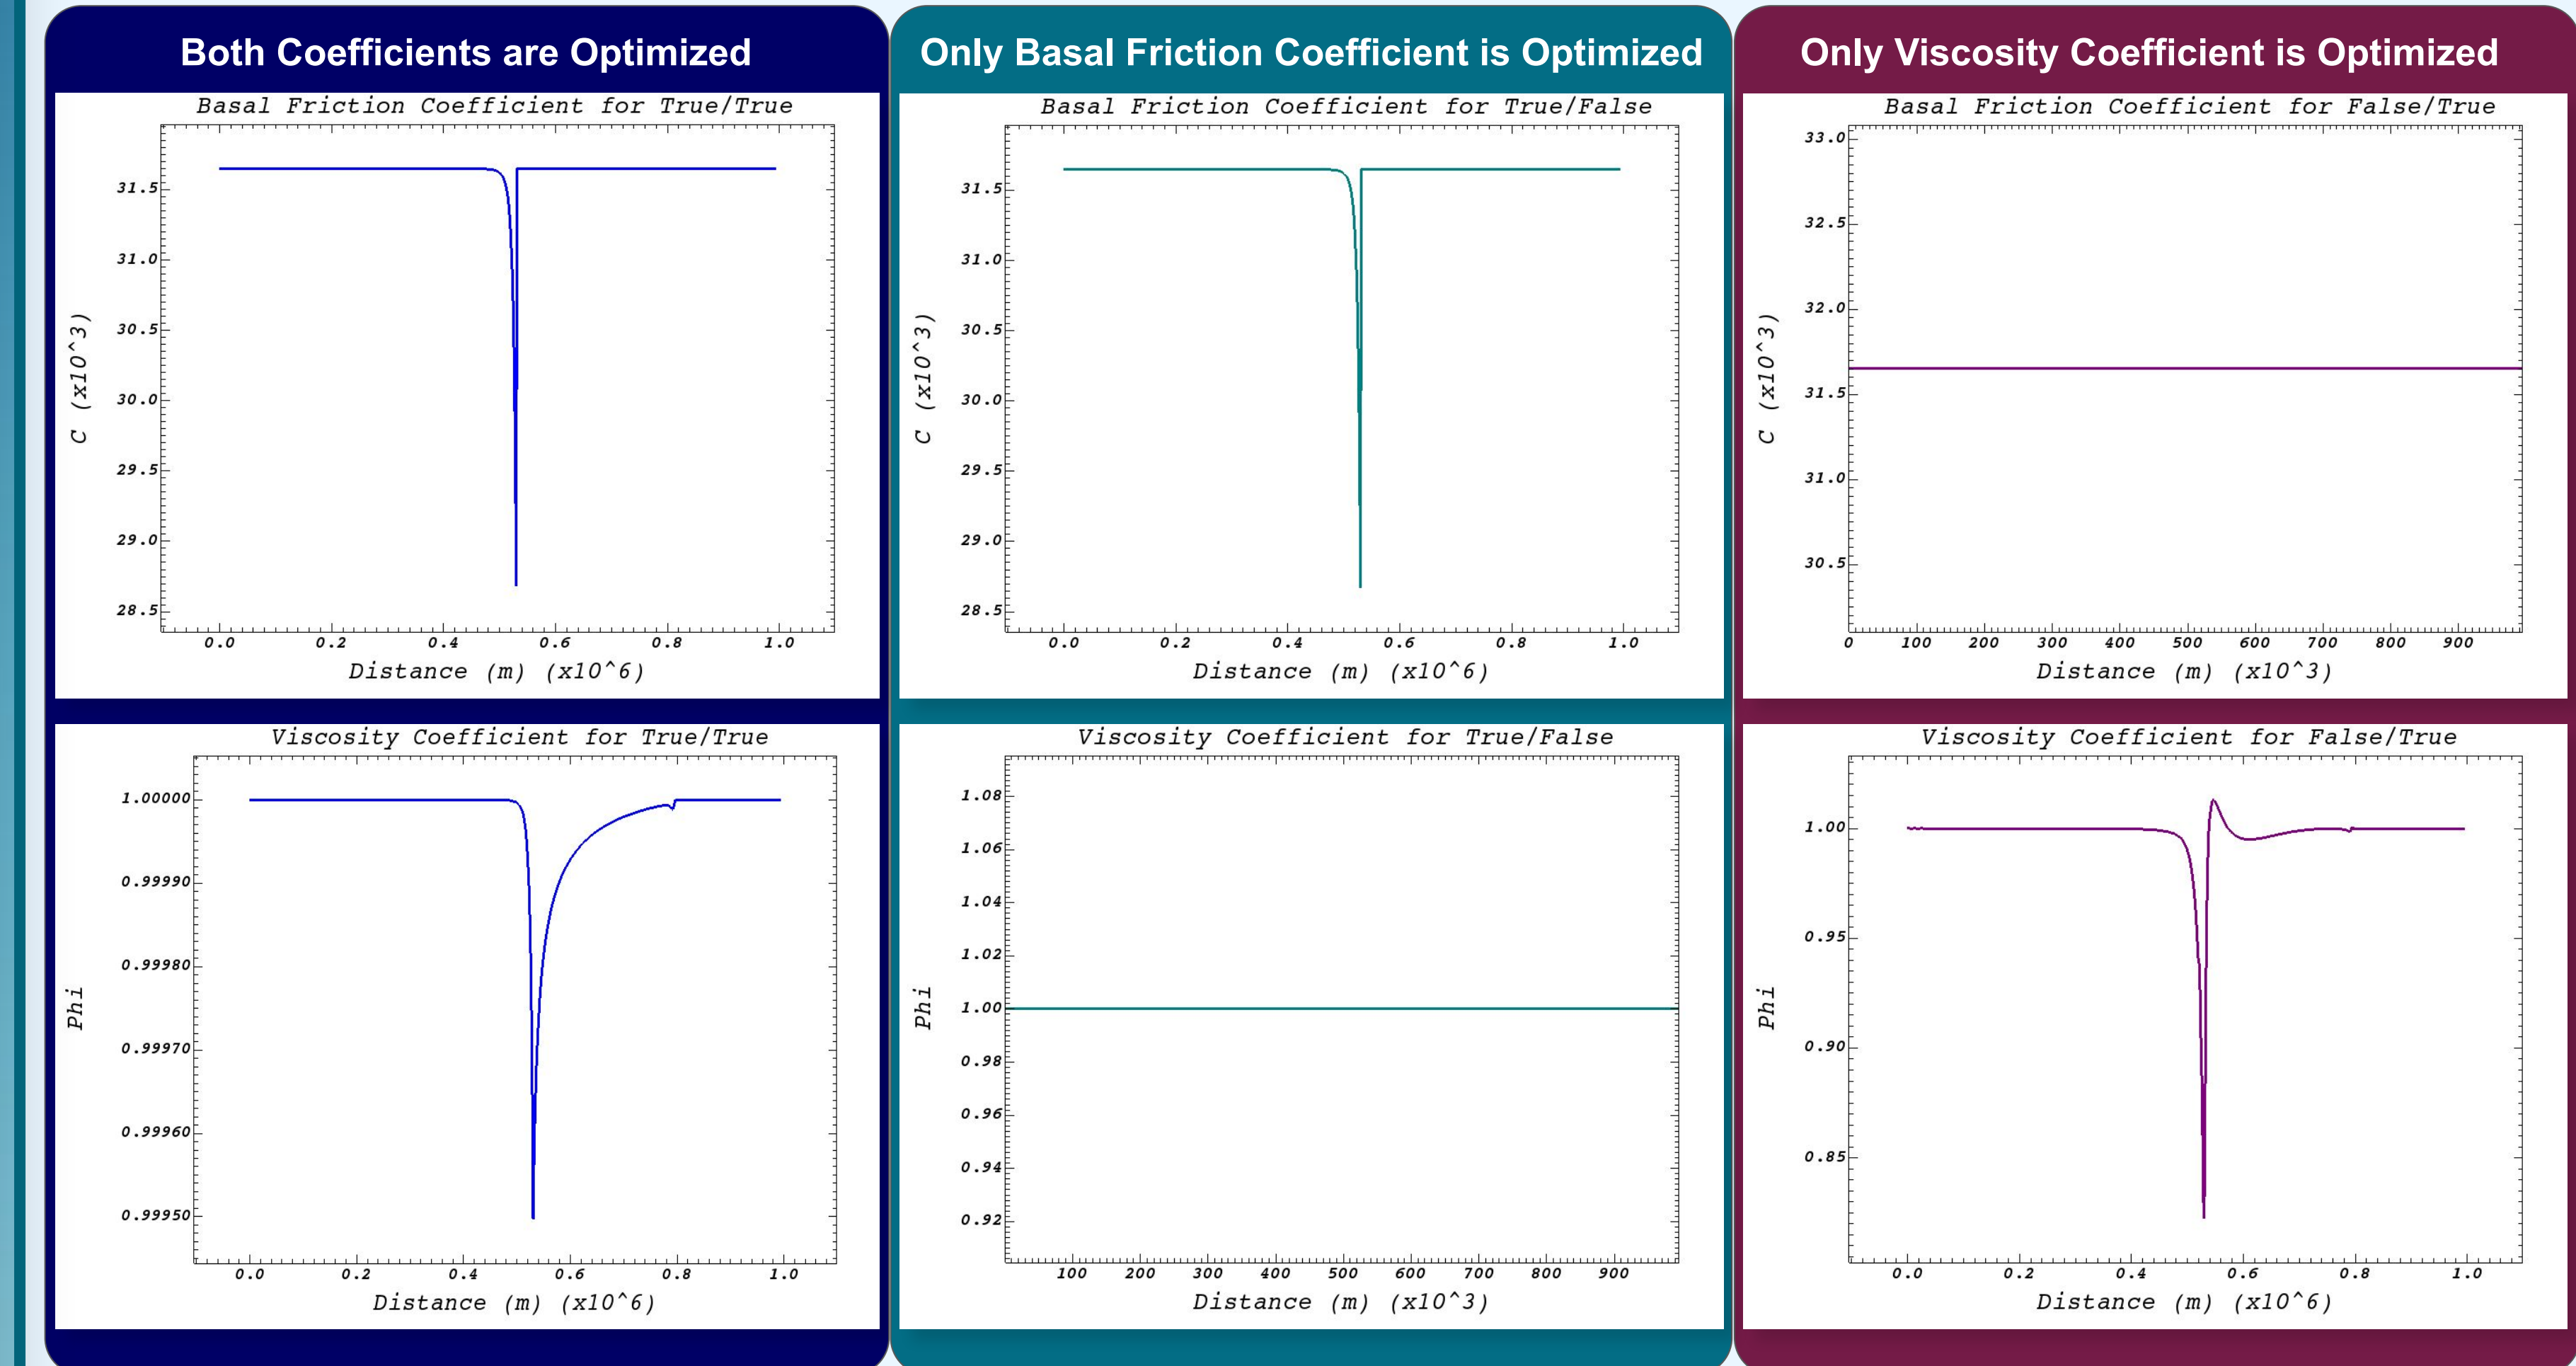 Both Coefficients are Optimized
Basal Friction Coefficient for True/True
31.5
31.0
30.5
30.0
29.5
29.0
28.5
C (x10^3)
0.0 0.2 0.4 0.6 0.8 1.0
Distance (m) (x10^6)
Viscosity Coefficient for True/True
1.00000
0.99990
0.99980
0.99970
0.99960
0.99950
Phi
0.0 0.2 0.4 0.6 0.8 1.0
Distance (m) (x10^6)
Only Basal Friction Coefficient is Optimized
Basal Friction Coefficient for True/False
31.5
31.0
30.5
30.0
29.5
29.0
28.5
C (x10^3)
0.0 0.2 0.4 0.6 0.8 1.0
Distance (m) (x10^6)
Viscosity Coefficient for True/False
1.08
1.06
1.04
1.02
1.00
0.98
0.96
0.94
0.92
Phi
100 200 300 400 500 600 700 800 900
Distance (m) (x10^3)
Only Viscosity Coefficient is Optimized
Basal Friction Coefficient for False/True
33.0
32.5
32.0
31.5
31.0
30.5
C (x10^3)
0 100 200 300 400 500 600 700 800 900
Distance (m) (x10^3)
Viscosity Coefficient for False/True
1.00
0.95
0.90
0.85
Phi
0.0 0.2 0.4 0.6 0.8 1.0
Distance (m) (x10^6)